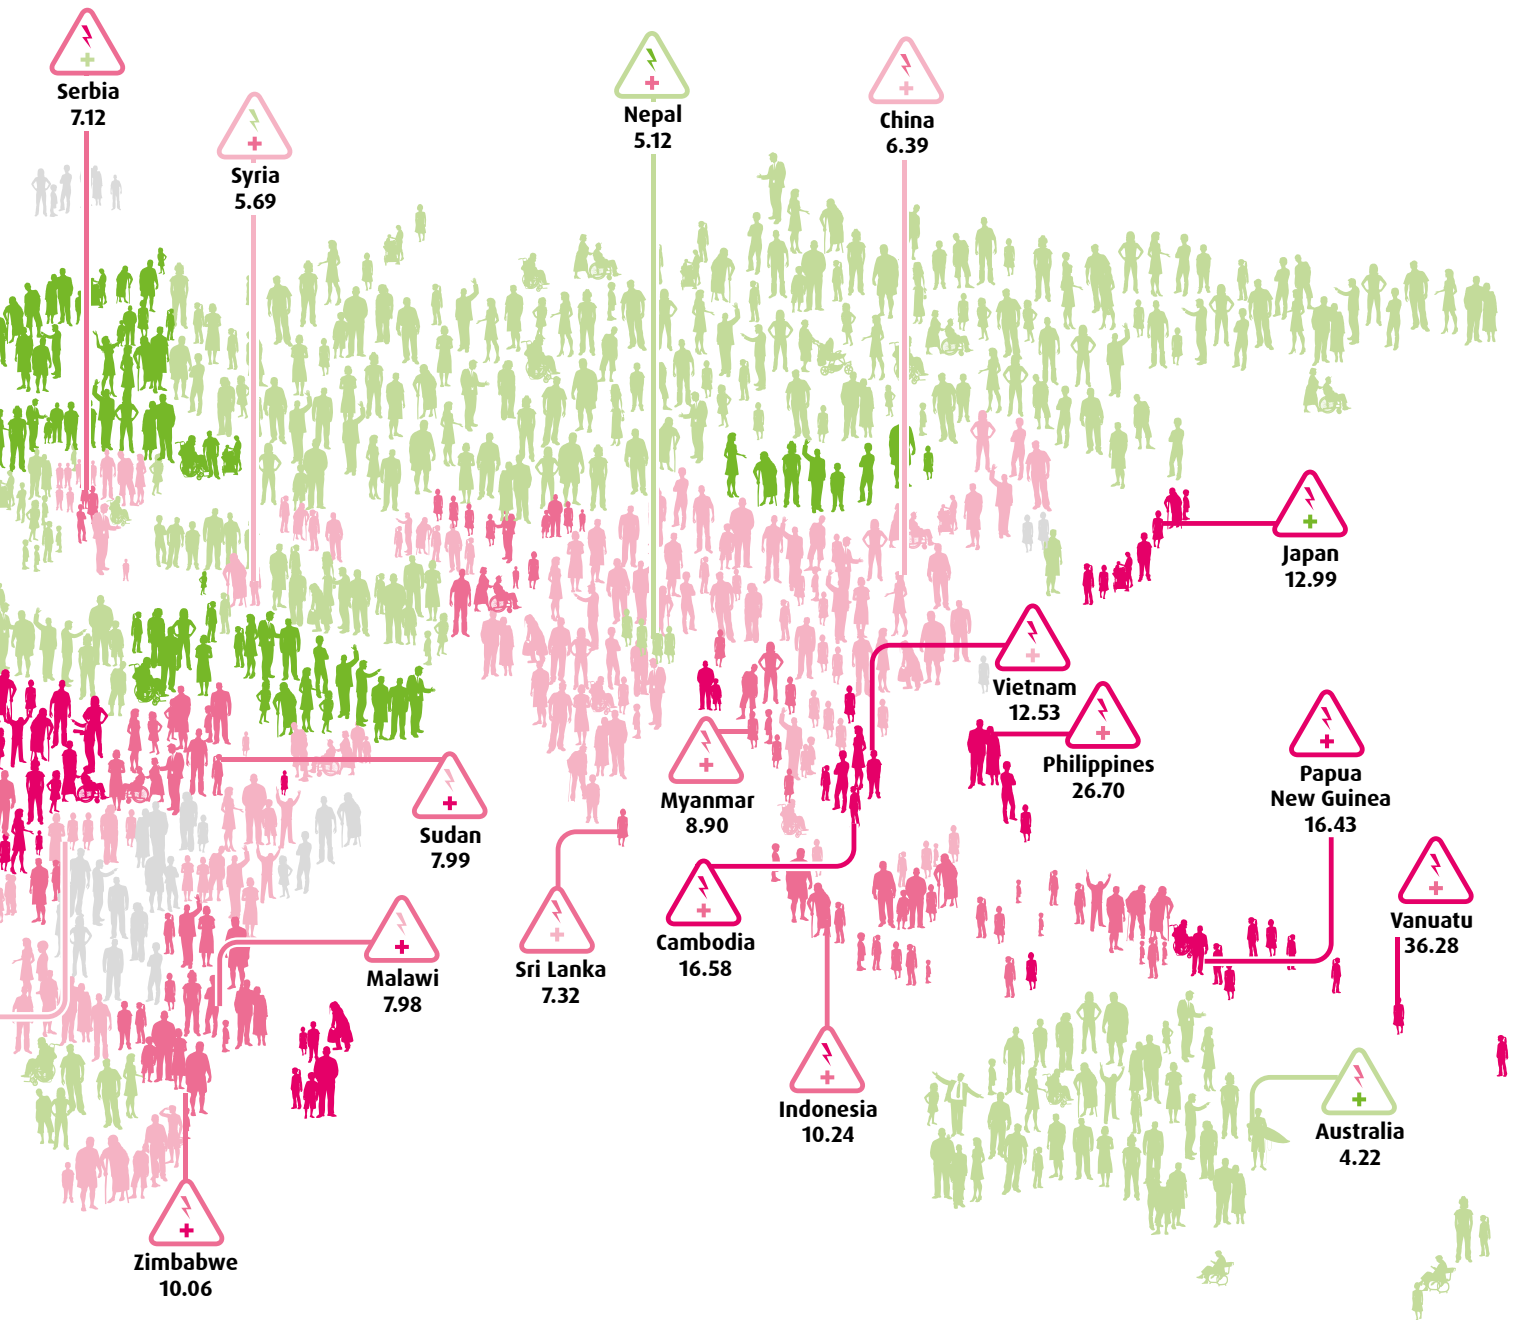 Serbia
7.12
Syria
5.69
Nepal
5.12
China
6.39
Japan
12.99
Vietnam
12.53
Philippines
26.70
Papua
New Guinea
16.43
Myanmar
8.90
Sudan
7.99
Vanuatu
36.28
Cambodia
16.58
Sri Lanka
7.32
Malawi
7.98
Indonesia
10.24
Australia
4.22
Zimbabwe
10.06